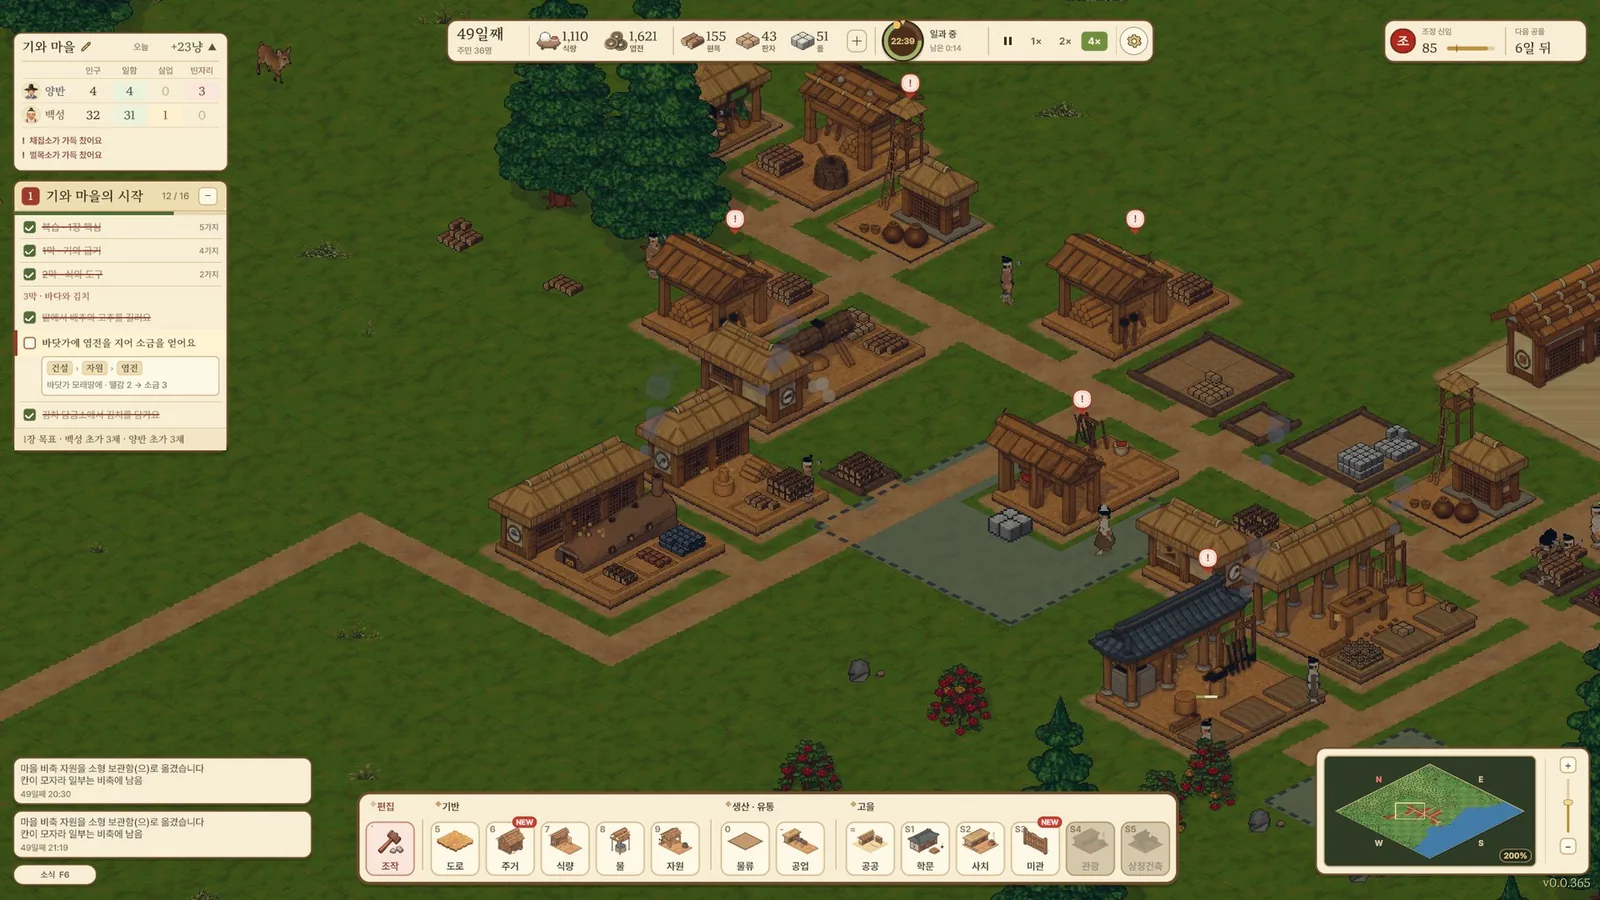 기와 마을
오늘
+23냥 ▲
인구 일함 실업 빈자리
양반 4 4 0 3
백성 32 31 1 0
! 채집소가 가득 찼어요
! 벌목소가 가득 찼어요
1 기와 마을의 시작 12 / 16 −
복습 · 1장 핵심 5가지
1막 · 기와 굽기 4가지
2막 · 쇠와 도구 2가지
3막 · 바다와 김치
밭에서 배추와 고추를 길러요
바닷가에 염전을 지어 소금을 얻어요
건설 › 자원 › 염전
바닷가 모래땅에 · 땔감 2 → 소금 3
김치 담금소에서 김치를 담가요
1장 목표 · 백성 초가 3채 · 양반 초가 3채
49일째
주민 36명
1,110
식량
1,621
엽전
155
원목
43
판자
51
돌
+
22:39
일과 중
남은 0:14
1× 2× 4×
조
조정 신임
85
다음 공물
6일 뒤
마을 비축 자원을 소형 보관함(으)로 옮겼습니다
칸이 모자라 일부는 비축에 남음
49일째 20:30
마을 비축 자원을 소형 보관함(으)로 옮겼습니다
칸이 모자라 일부는 비축에 남음
49일째 21:19
소식 F6
편집
기반
생산 · 유통
고을
조작
5 도로
6 주거 NEW
7 식량
8 물
9 자원
0 물류
- 공업
= 공공
S1 학문
S2 사치
S3 미관 NEW
S4 관광
S5 상징건축
N E
W S
200%
+
−
v0.0.365